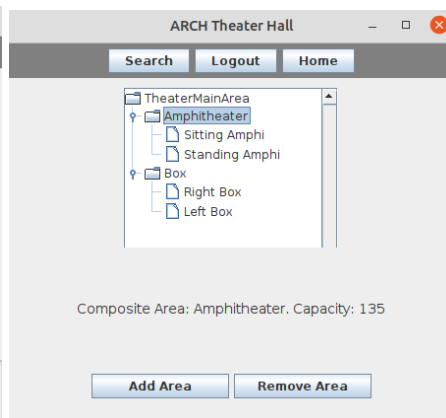 ARCH Theater Hall
Search Logout Home
TheaterMainArea
Amphitheater
Sitting Amphi
Standing Amphi
Box
Right Box
Left Box
Composite Area: Amphitheater. Capacity: 135
Add Area Remove Area